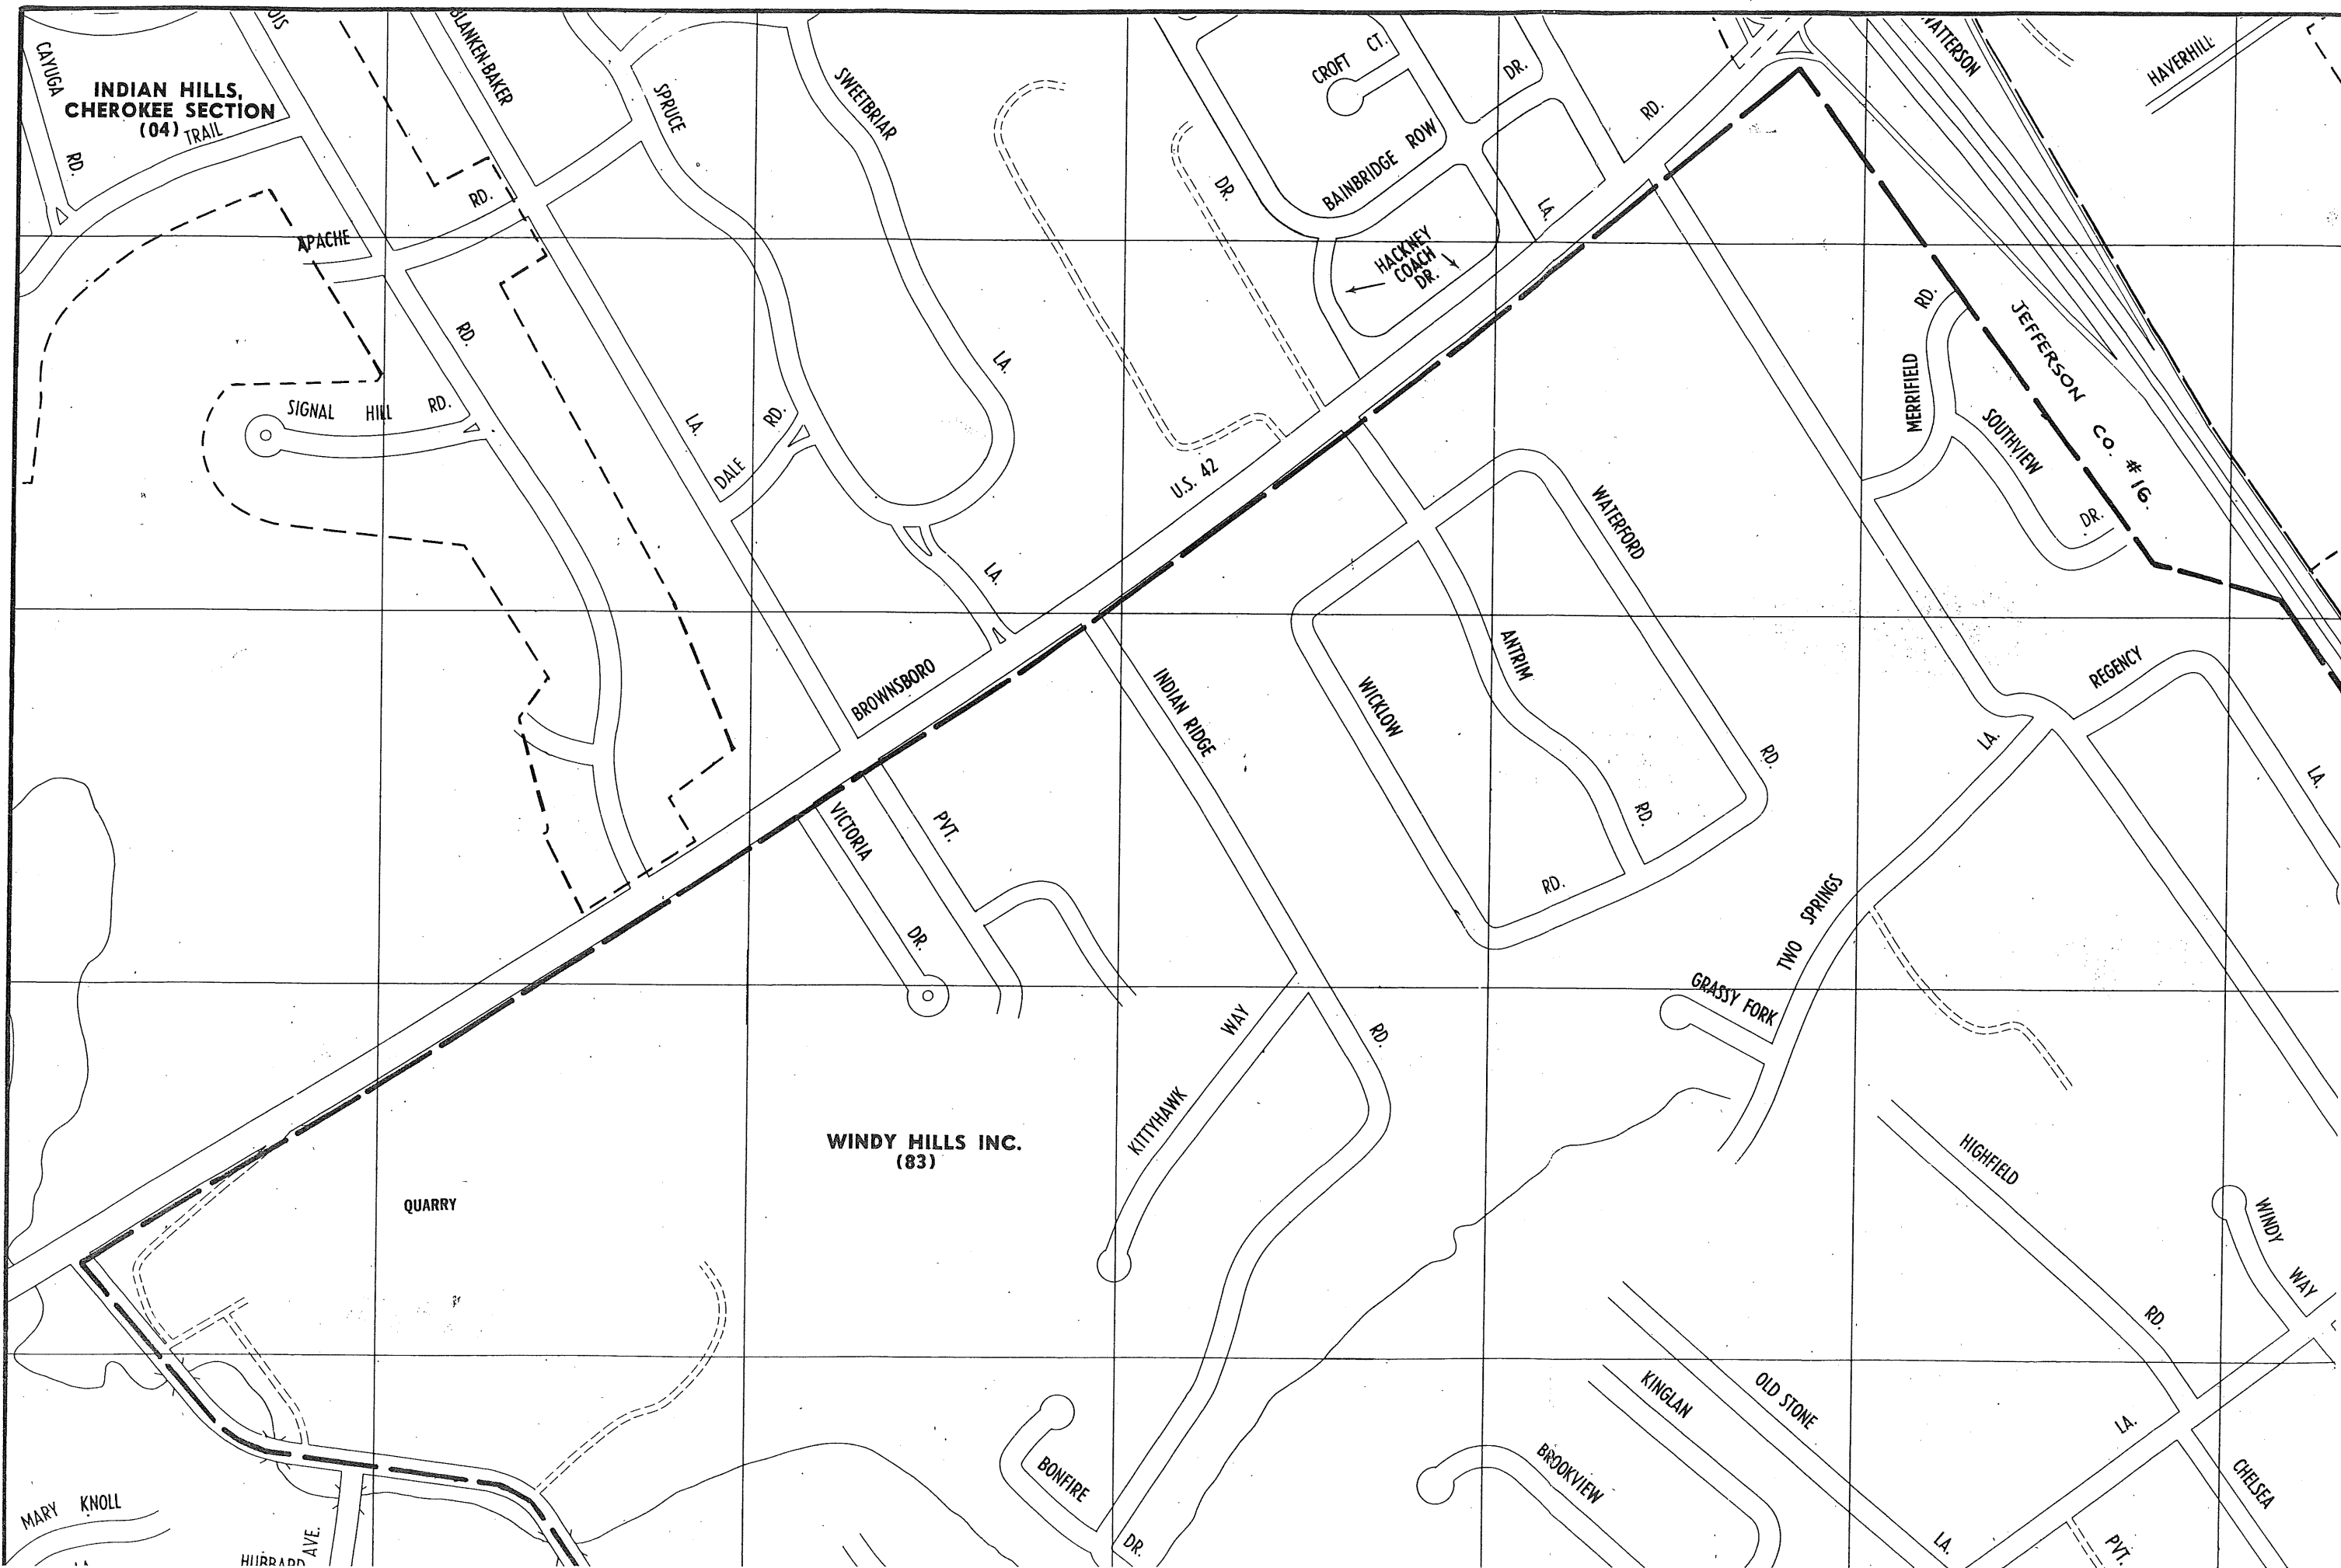 CAYUGA
RD.
INDIAN HILLS,
CHEROKEE SECTION
(04)
TRAIL
BLANKEN-BAKER
RD.
APACHE
SPRUCE
SWEETBRIAR
LA.
DR.
CROFT CT.
BAINBRIDGE ROW
DR.
LA.
HACKNEY
COACH
DR.
RD.
WATTERSON
HAVERHILL
JEFFERSON CO. #16.
RD.
MERRIFIELD
SOUTHVIEW
DR.
RD.
SIGNAL HILL RD.
LA.
DALE RD.
LA.
U.S. 42
BROWNSBORO
WATERFORD
RD.
ANTRIM
RD.
WICKLOW
RD.
INDIAN RIDGE
RD.
VICTORIA
DR.
PVT.
REGENCY
LA.
LA.
TWO SPRINGS
GRASSY FORK
KITTYHAWK WAY
WINDY HILLS INC.
(83)
QUARRY
HIGHFIELD
RD.
WINDY
WAY
OLD STONE
LA.
KINGLAN
BROOKVIEW
BONFIRE
DR.
LA.
CHELSEA
PVT.
MARY KNOLL
HUBBARD
AVE.